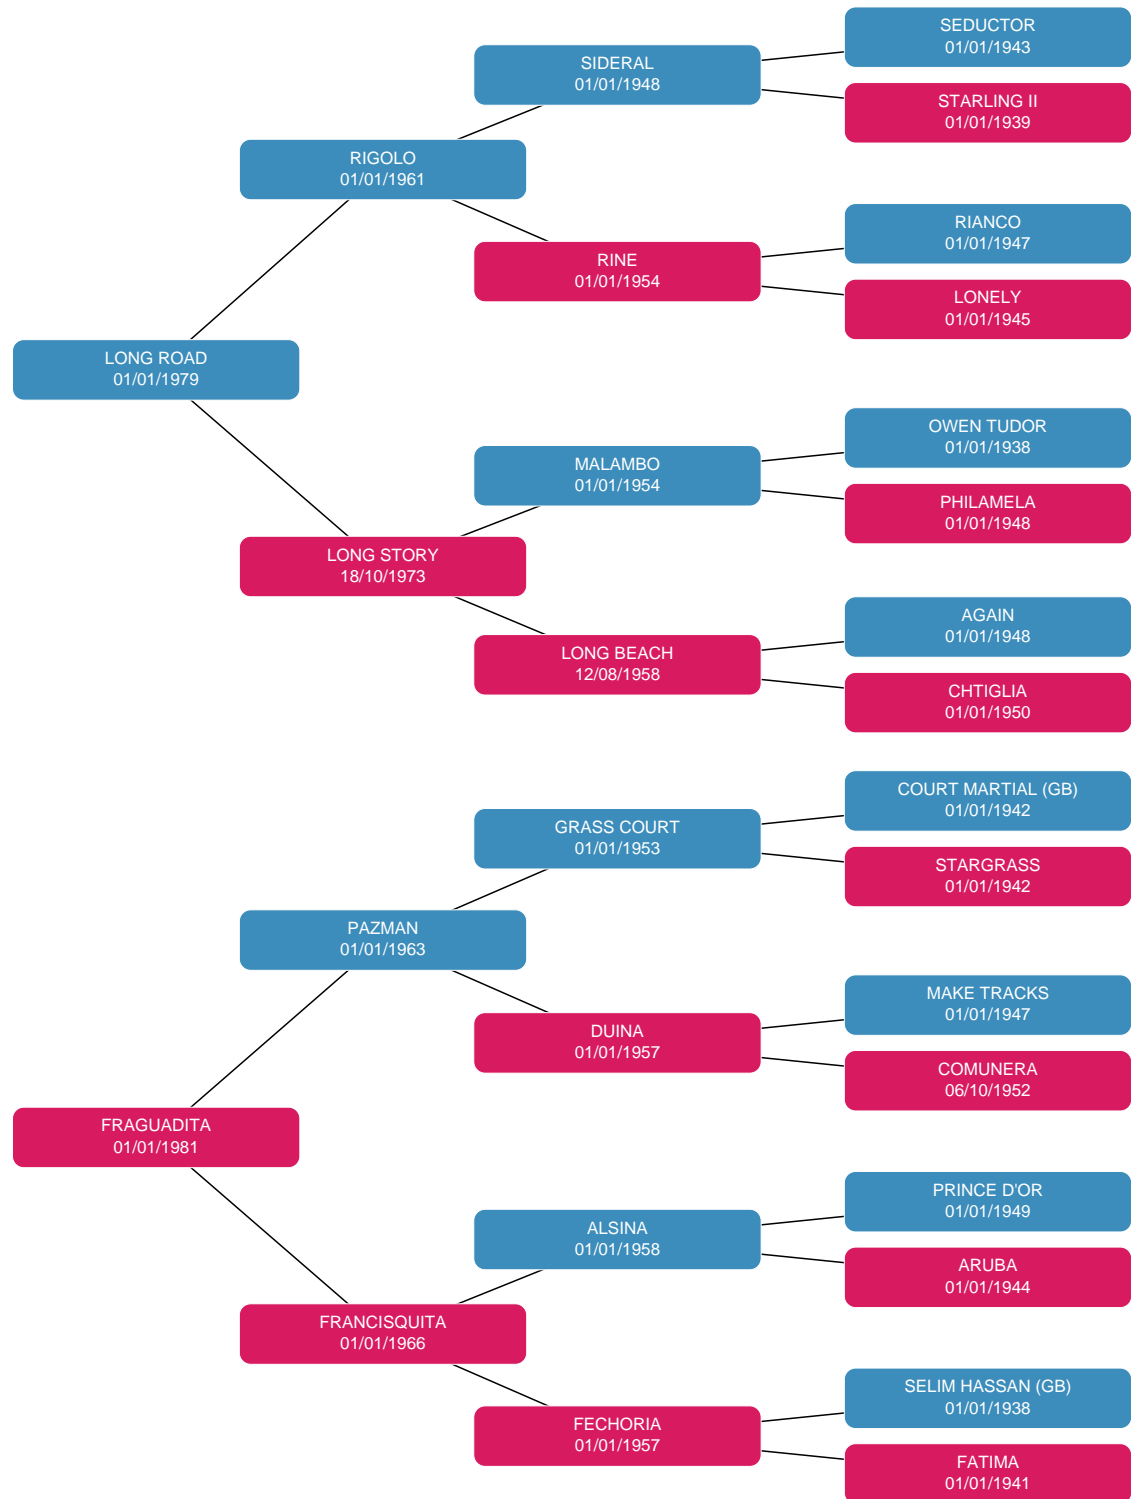 SEDUCTOR
01/01/1943
SIDERAL
01/01/1948
STARLING II
01/01/1939
RIGOLO
01/01/1961
RIANCO
01/01/1947
RINE
01/01/1954
LONELY
01/01/1945
LONG ROAD
01/01/1979
OWEN TUDOR
01/01/1938
MALAMBO
01/01/1954
PHILAMELA
01/01/1948
LONG STORY
18/10/1973
AGAIN
01/01/1948
LONG BEACH
12/08/1958
CHTIGLIA
01/01/1950
COURT MARTIAL (GB)
01/01/1942
GRASS COURT
01/01/1953
STARGRASS
01/01/1942
PAZMAN
01/01/1963
MAKE TRACKS
01/01/1947
DUINA
01/01/1957
COMUNERA
06/10/1952
FRAGUADITA
01/01/1981
PRINCE D'OR
01/01/1949
ALSINA
01/01/1958
ARUBA
01/01/1944
FRANCISQUITA
01/01/1966
SELIM HASSAN (GB)
01/01/1938
FECHORIA
01/01/1957
FATIMA
01/01/1941